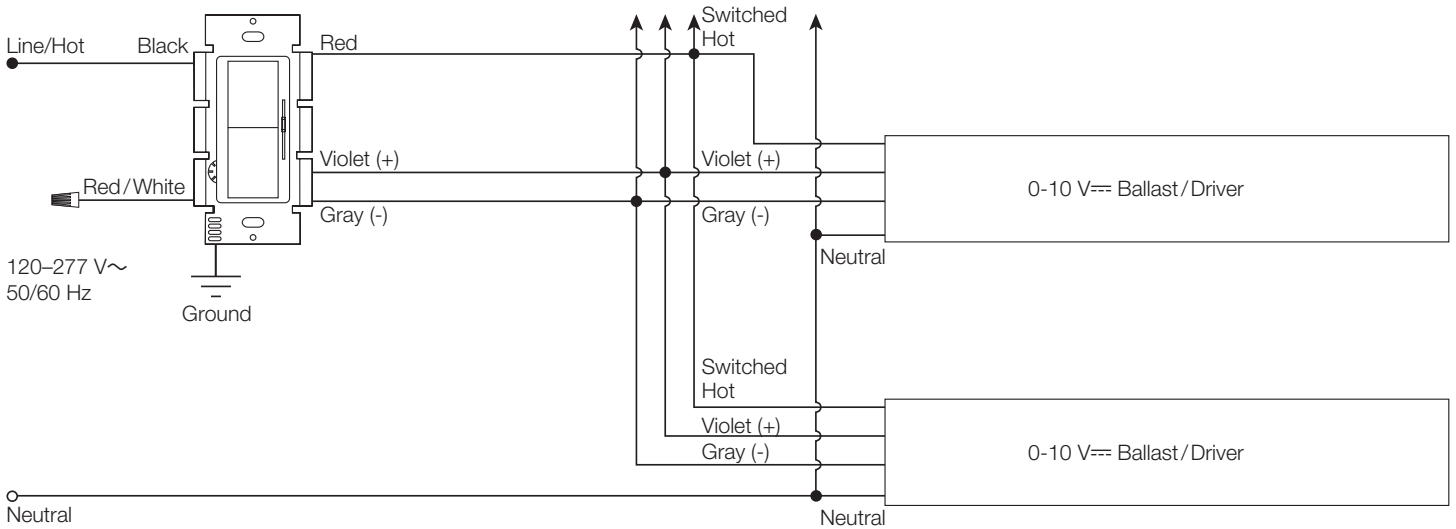 Switched
Hot
Line/Hot
Black
Red
Violet (+)
Violet (+)
0-10 V⎓ Ballast/Driver
Red/White
Gray (-)
Gray (-)
Neutral
120–277 V~
50/60 Hz
Ground
Switched
Hot
Violet (+)
Gray (-)
0-10 V⎓ Ballast/Driver
Neutral
Neutral